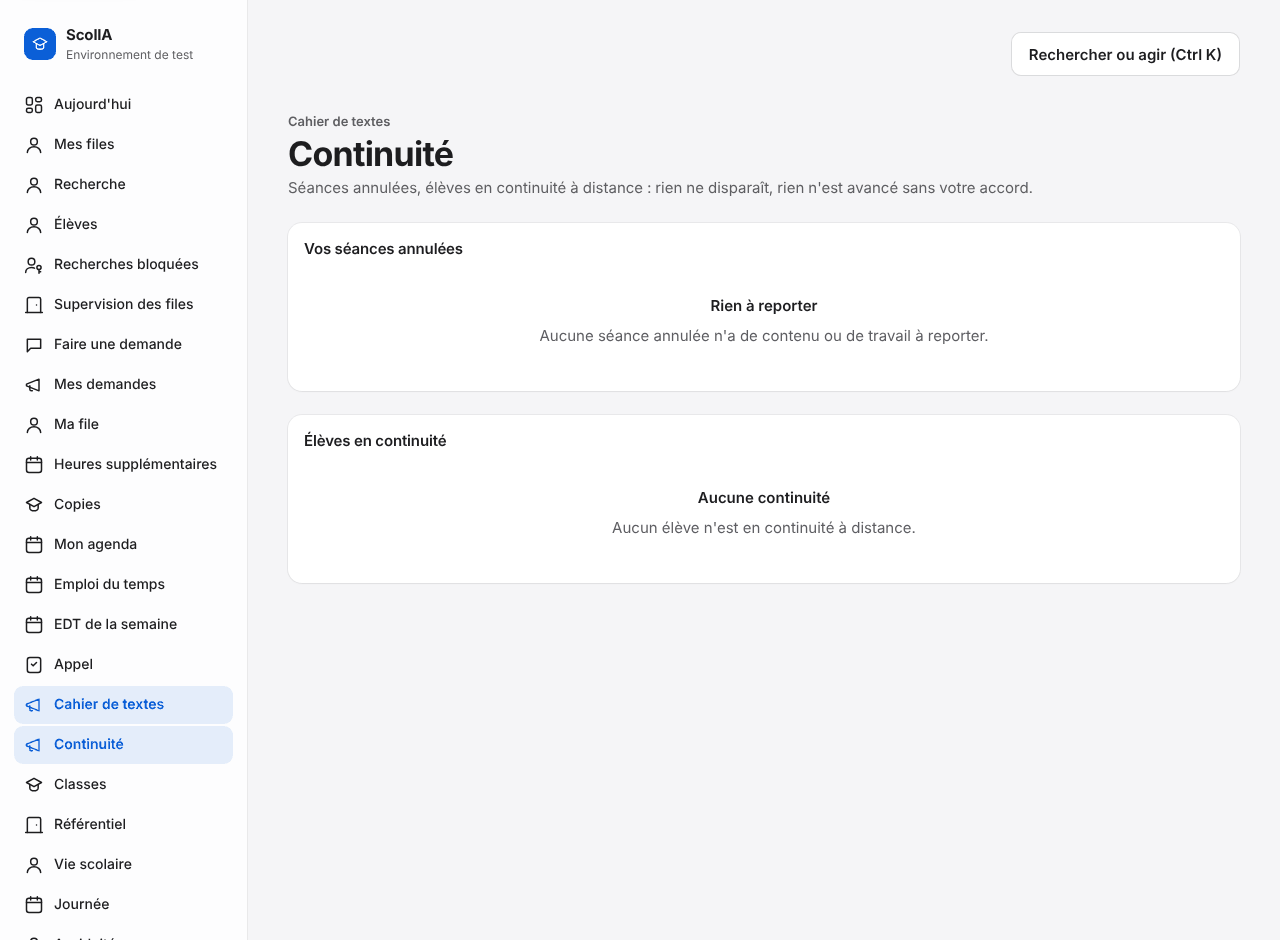 ScolIA
Environnement de test
Rechercher ou agir (Ctrl K)
Aujourd'hui
Mes files
Recherche
Élèves
Recherches bloquées
Supervision des files
Faire une demande
Mes demandes
Ma file
Heures supplémentaires
Copies
Mon agenda
Emploi du temps
EDT de la semaine
Appel
Cahier de textes
Continuité
Classes
Référentiel
Vie scolaire
Journée
Cahier de textes
Continuité
Séances annulées, élèves en continuité à distance : rien ne disparaît, rien n'est avancé sans votre accord.
Vos séances annulées
Rien à reporter
Aucune séance annulée n'a de contenu ou de travail à reporter.
Élèves en continuité
Aucune continuité
Aucun élève n'est en continuité à distance.